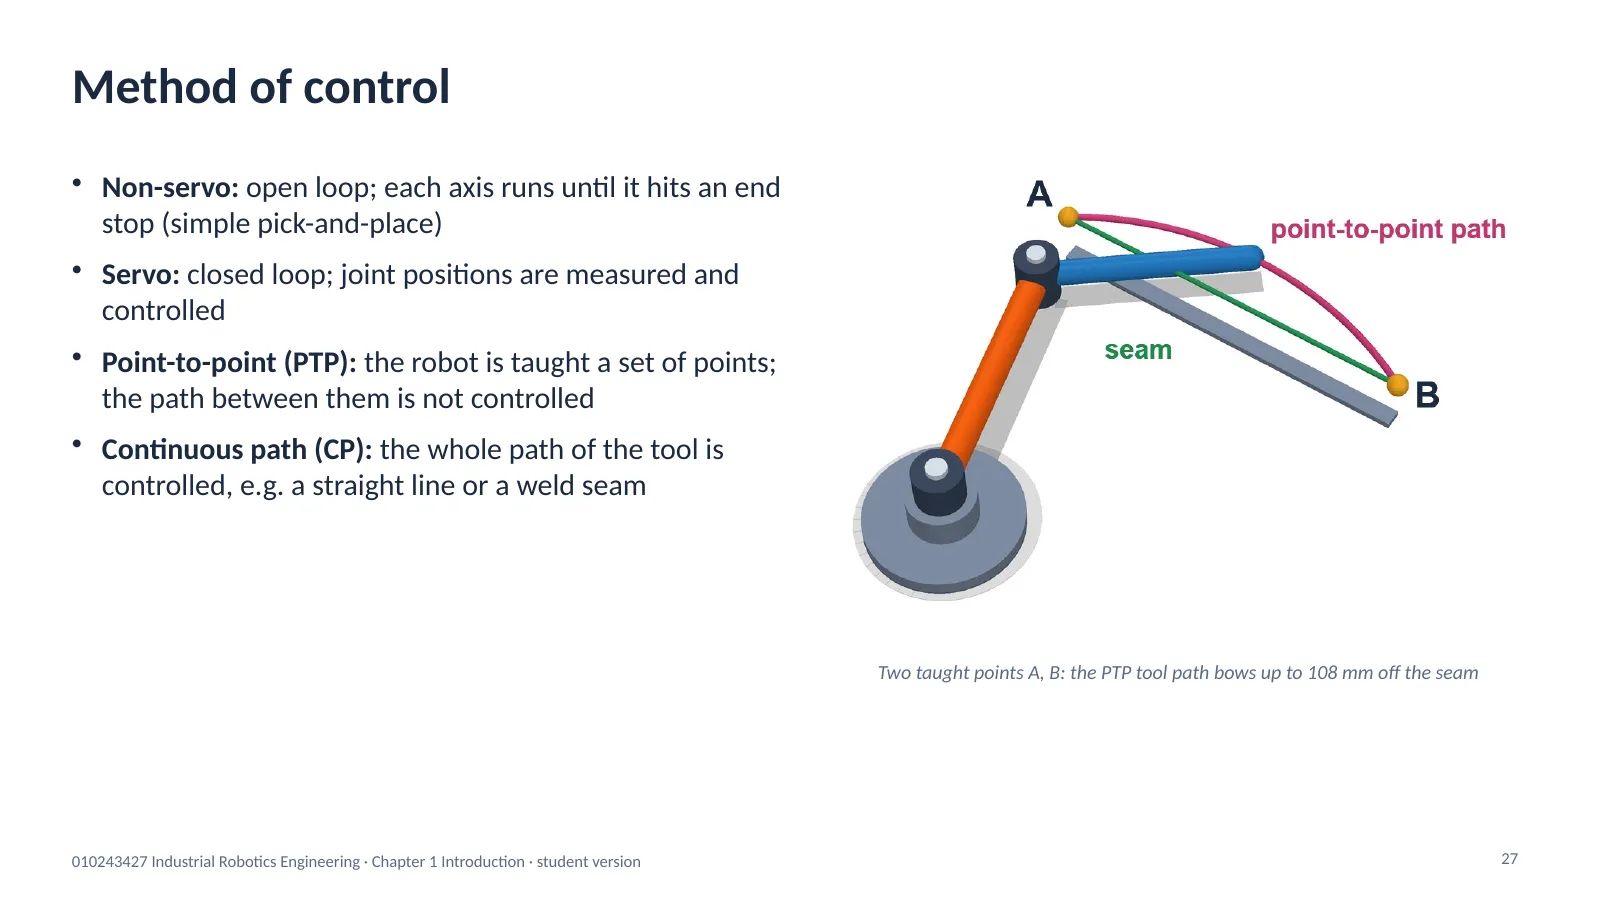 Method of control
• Non-servo: open loop; each axis runs until it hits an end
stop (simple pick-and-place)
• Servo: closed loop; joint positions are measured and
controlled
• Point-to-point (PTP): the robot is taught a set of points;
the path between them is not controlled
• Continuous path (CP): the whole path of the tool is
controlled, e.g. a straight line or a weld seam
A
point-to-point path
seam
B
Two taught points A, B: the PTP tool path bows up to 108 mm off the seam
010243427 Industrial Robotics Engineering · Chapter 1 Introduction · student version
27